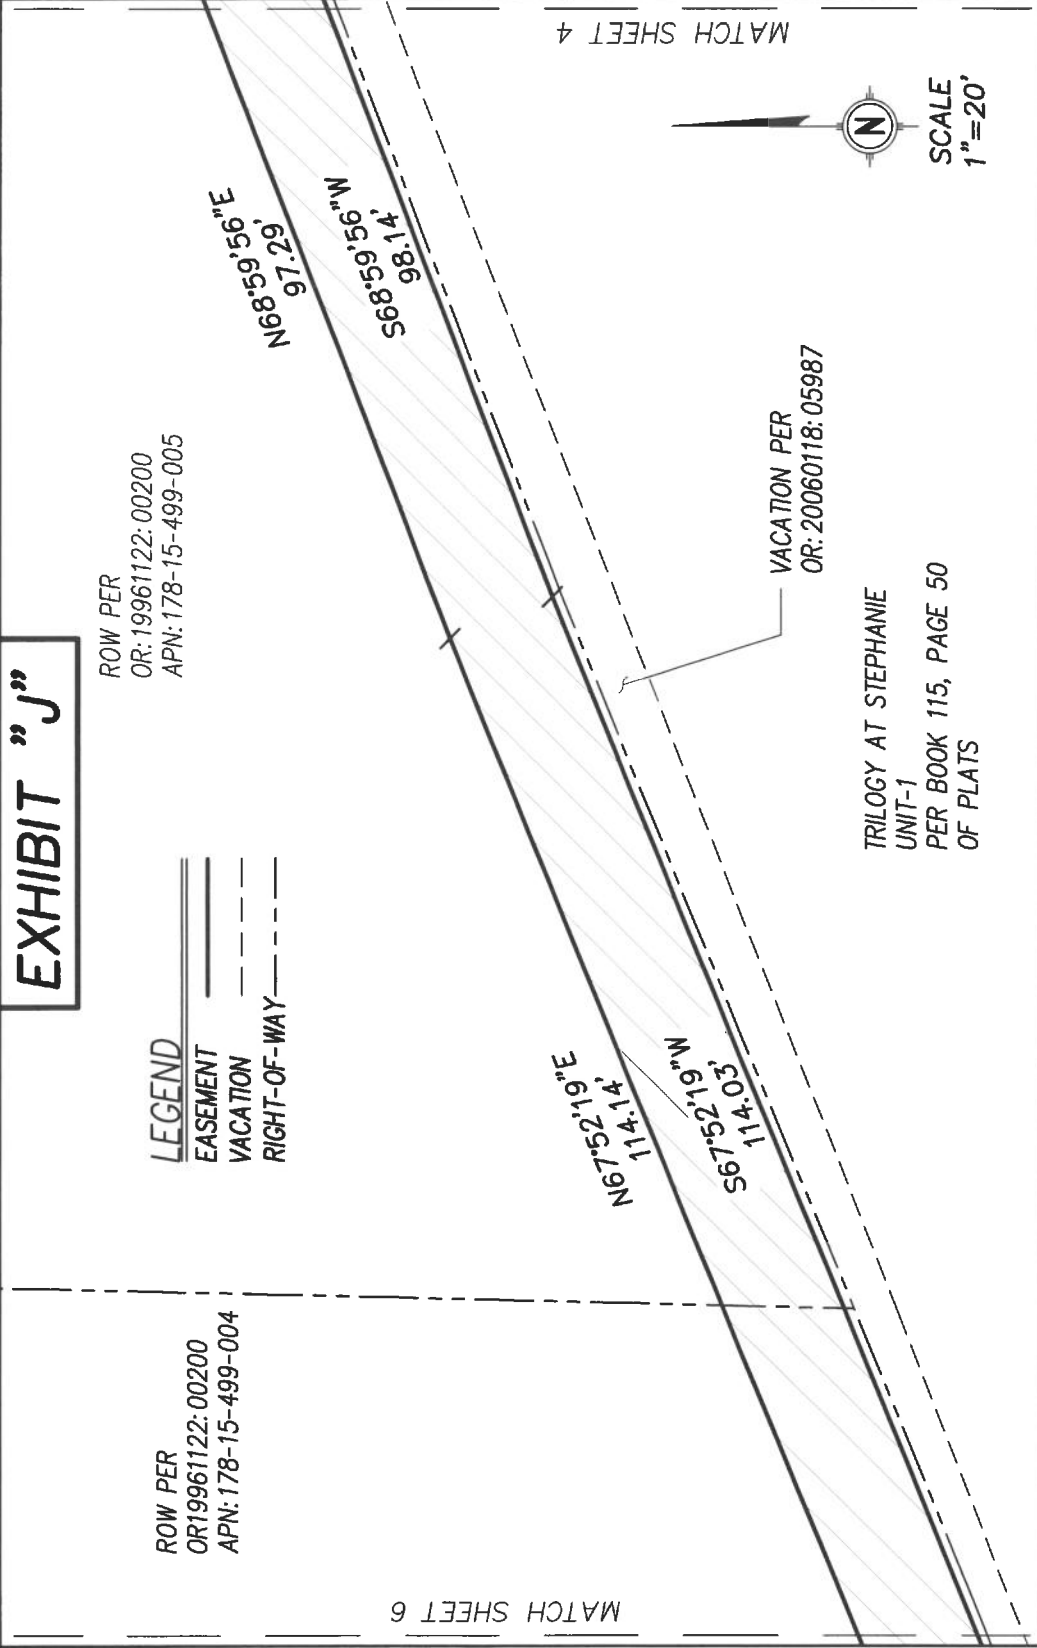 EXHIBIT "J"
ROW PER
OR:19961122:00200
APN:178-15-499-005
LEGEND
EASEMENT
VACATION
RIGHT-OF-WAY
ROW PER
OR19961122:00200
APN:178-15-499-004
N68°59'56"E
97.29'
S68°59'56"W
98.14'
N67°52'19"E
114.14'
S67°52'19"W
114.03'
VACATION PER
OR:20060118:05987
TRILOGY AT STEPHANIE
UNIT-1
PER BOOK 115, PAGE 50
OF PLATS
MATCH SHEET 4
MATCH SHEET 6
N
SCALE
1"=20'